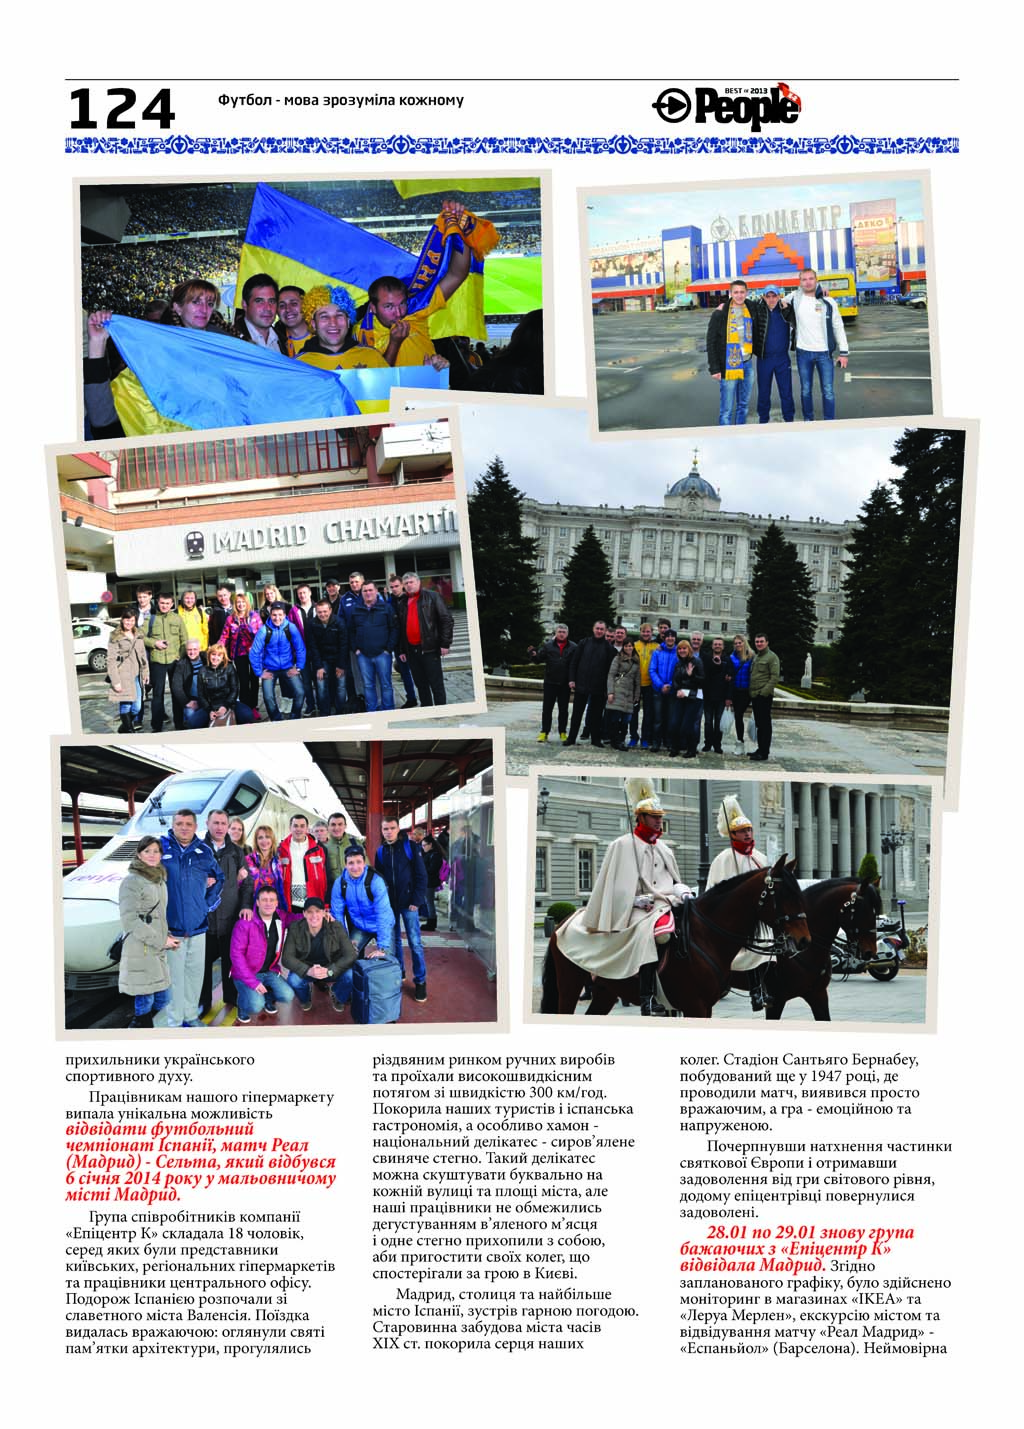 124
Футбол - мова зрозуміла кожному
BEST OF 2013
People
ЕПІЦЕНТР
ДЕКО
MADRID CHAMARTÍN
renfe
прихильники українського
спортивного духу.
Працівникам нашого гіпермаркету
випала унікальна можливість
відвідати футбольний
чемпіонат Іспанії, матч Реал
(Мадрид) - Сельта, який відбувся
6 січня 2014 року у мальовничому
місті Мадрид.
Група співробітників компанії
«Епіцентр К» складала 18 чоловік,
серед яких були представники
київських, регіональних гіпермаркетів
та працівники центрального офісу.
Подорож Іспанією розпочали зі
славетного міста Валенсія. Поїздка
видалась вражаючою: оглянули святі
пам’ятки архітектури, прогулялись
різдвяним ринком ручних виробів
та проїхали високошвидкісним
потягом зі швидкістю 300 км/год.
Покорила наших туристів і іспанська
гастрономія, а особливо хамон -
національний делікатес - сиров’ялене
свиняче стегно. Такий делікатес
можна скуштувати буквально на
кожній вулиці та площі міста, але
наші працівники не обмежились
дегустуванням в’яленого м’ясця
і одне стегно прихопили з собою,
аби пригостити своїх колег, що
спостерігали за грою в Києві.
Мадрид, столиця та найбільше
місто Іспанії, зустрів гарною погодою.
Старовинна забудова міста часів
XIX ст. покорила серця наших
колег. Стадіон Сантьяго Бернабеу,
побудований ще у 1947 році, де
проводили матч, виявився просто
вражаючим, а гра - емоційною та
напруженою.
Почерпнувши натхнення частинки
святкової Європи і отримавши
задоволення від гри світового рівня,
додому епіцентрівці повернулися
задоволені.
28.01 по 29.01 знову група
бажаючих з «Епіцентр К»
відвідала Мадрид. Згідно
запланованого графіку, було здійснено
моніторинг в магазинах «IKEA» та
«Леруа Мерлен», екскурсію містом та
відвідування матчу «Реал Мадрид» -
«Еспаньйол» (Барселона). Неймовірна